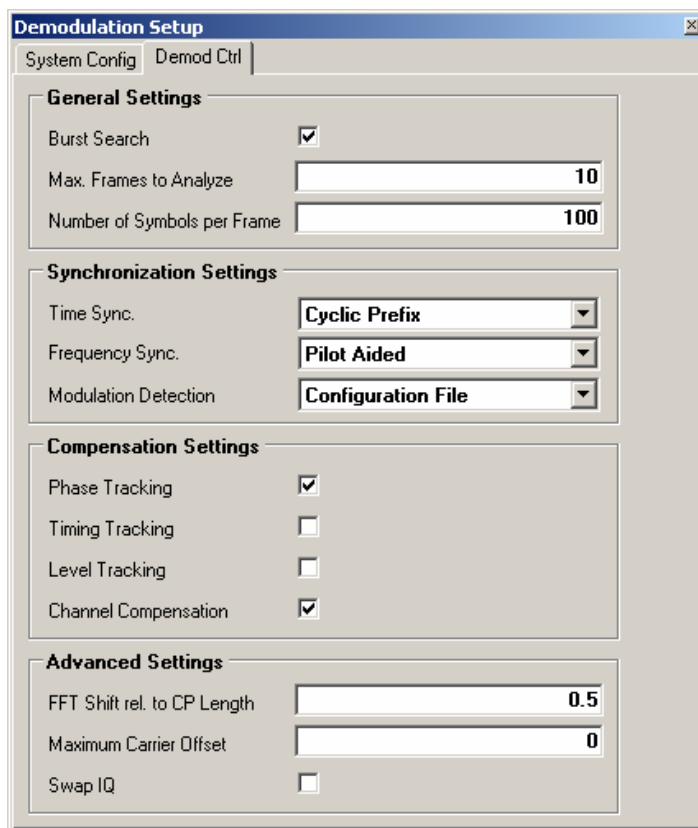 Demodulation Setup
System Config Demod Ctrl
General Settings
Burst Search
Max. Frames to Analyze 10
Number of Symbols per Frame 100
Synchronization Settings
Time Sync. Cyclic Prefix
Frequency Sync. Pilot Aided
Modulation Detection Configuration File
Compensation Settings
Phase Tracking
Timing Tracking
Level Tracking
Channel Compensation
Advanced Settings
FFT Shift rel. to CP Length 0.5
Maximum Carrier Offset 0
Swap IQ